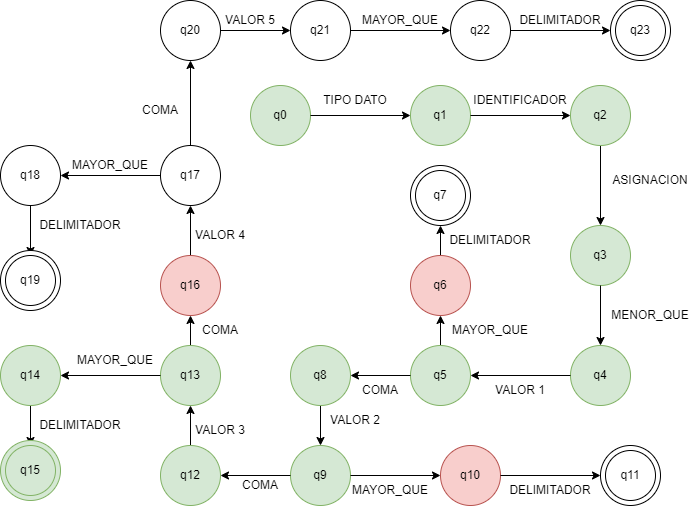 q20
VALOR 5
q21
MAYOR_QUE
q22
DELIMITADOR
q23
COMA
q0
TIPO DATO
q1
IDENTIFICADOR
q2
ASIGNACION
q18
MAYOR_QUE
q17
q7
DELIMITADOR
VALOR 4
DELIMITADOR
q3
q19
q16
q6
MENOR_QUE
COMA
MAYOR_QUE
q14
MAYOR_QUE
q13
q8
COMA
q5
VALOR 1
q4
DELIMITADOR
VALOR 3
VALOR 2
q15
q12
COMA
q9
MAYOR_QUE
q10
DELIMITADOR
q11